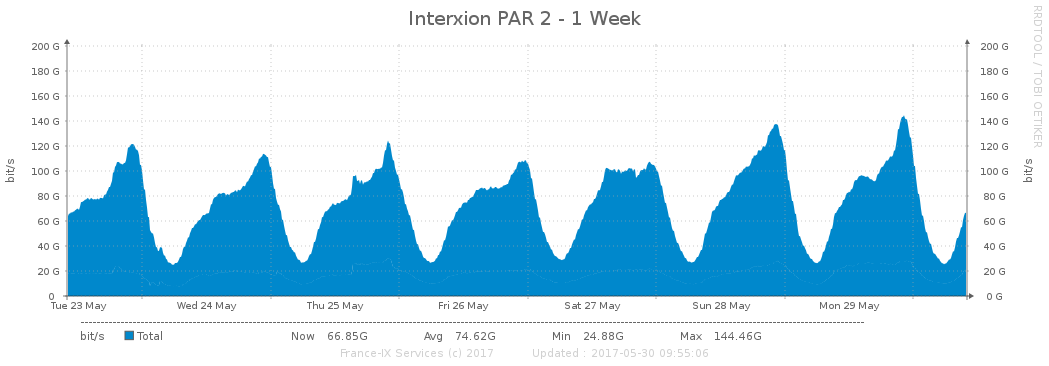 Interxion PAR 2 - 1 Week
RRDTOOL / TOBI OETIKER
200 G 200 G
180 G 180 G
160 G 160 G
140 G 140 G
120 G 120 G
100 G 100 G
80 G 80 G
60 G 60 G
40 G 40 G
20 G 20 G
0 0 G
bit/s bit/s
Tue 23 May Wed 24 May Thu 25 May Fri 26 May Sat 27 May Sun 28 May Mon 29 May
bit/s Total Now 66.85G Avg 74.62G Min 24.88G Max 144.46G
France-IX Services (c) 2017 Updated : 2017-05-30 09:55:06